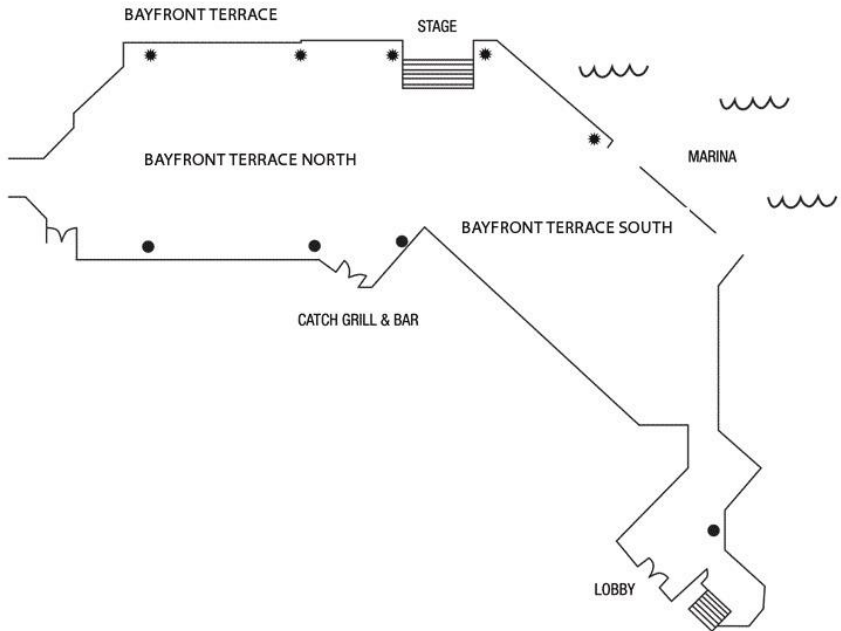 BAYFRONT TERRACE
STAGE
BAYFRONT TERRACE NORTH
MARINA
BAYFRONT TERRACE SOUTH
CATCH GRILL & BAR
LOBBY